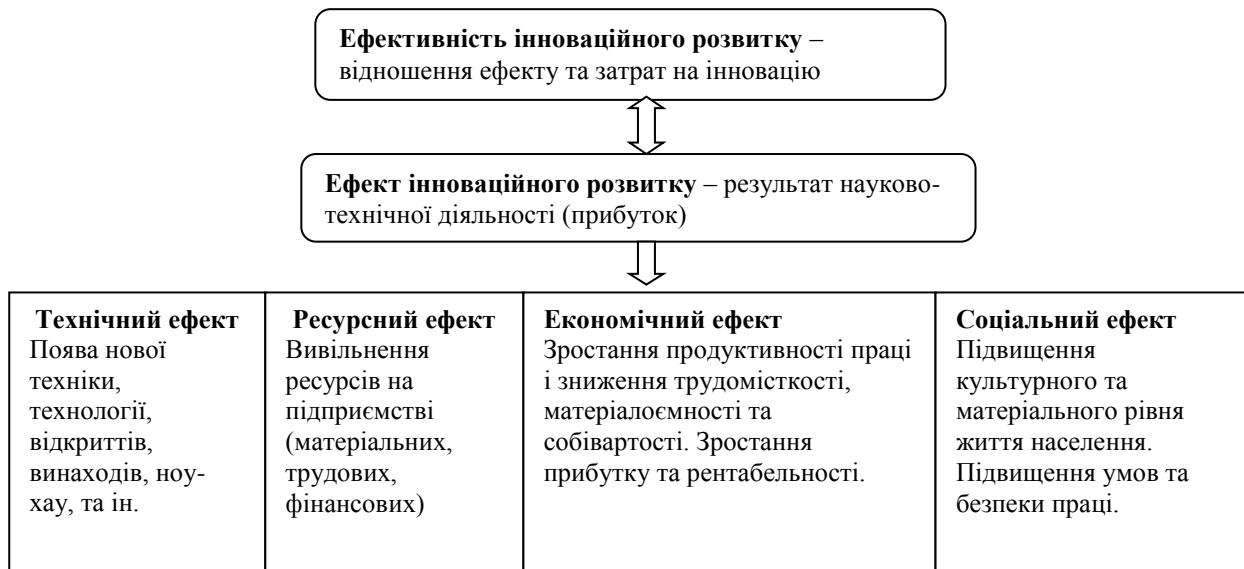 Ефективність інноваційного розвитку –
відношення ефекту та затрат на інновацію
Ефект інноваційного розвитку – результат науково-
технічної діяльності (прибуток)
Технічний ефект
Поява нової
техніки,
технології,
відкриттів,
винаходів, ноу-
хау, та ін.
Ресурсний ефект
Вивільнення
ресурсів на
підприємстві
(матеріальних,
трудових,
фінансових)
Економічний ефект
Зростання продуктивності праці
і зниження трудомісткості,
матеріалоємності та
собівартості. Зростання
прибутку та рентабельності.
Соціальний ефект
Підвищення
культурного та
матеріального рівня
життя населення.
Підвищення умов та
безпеки праці.